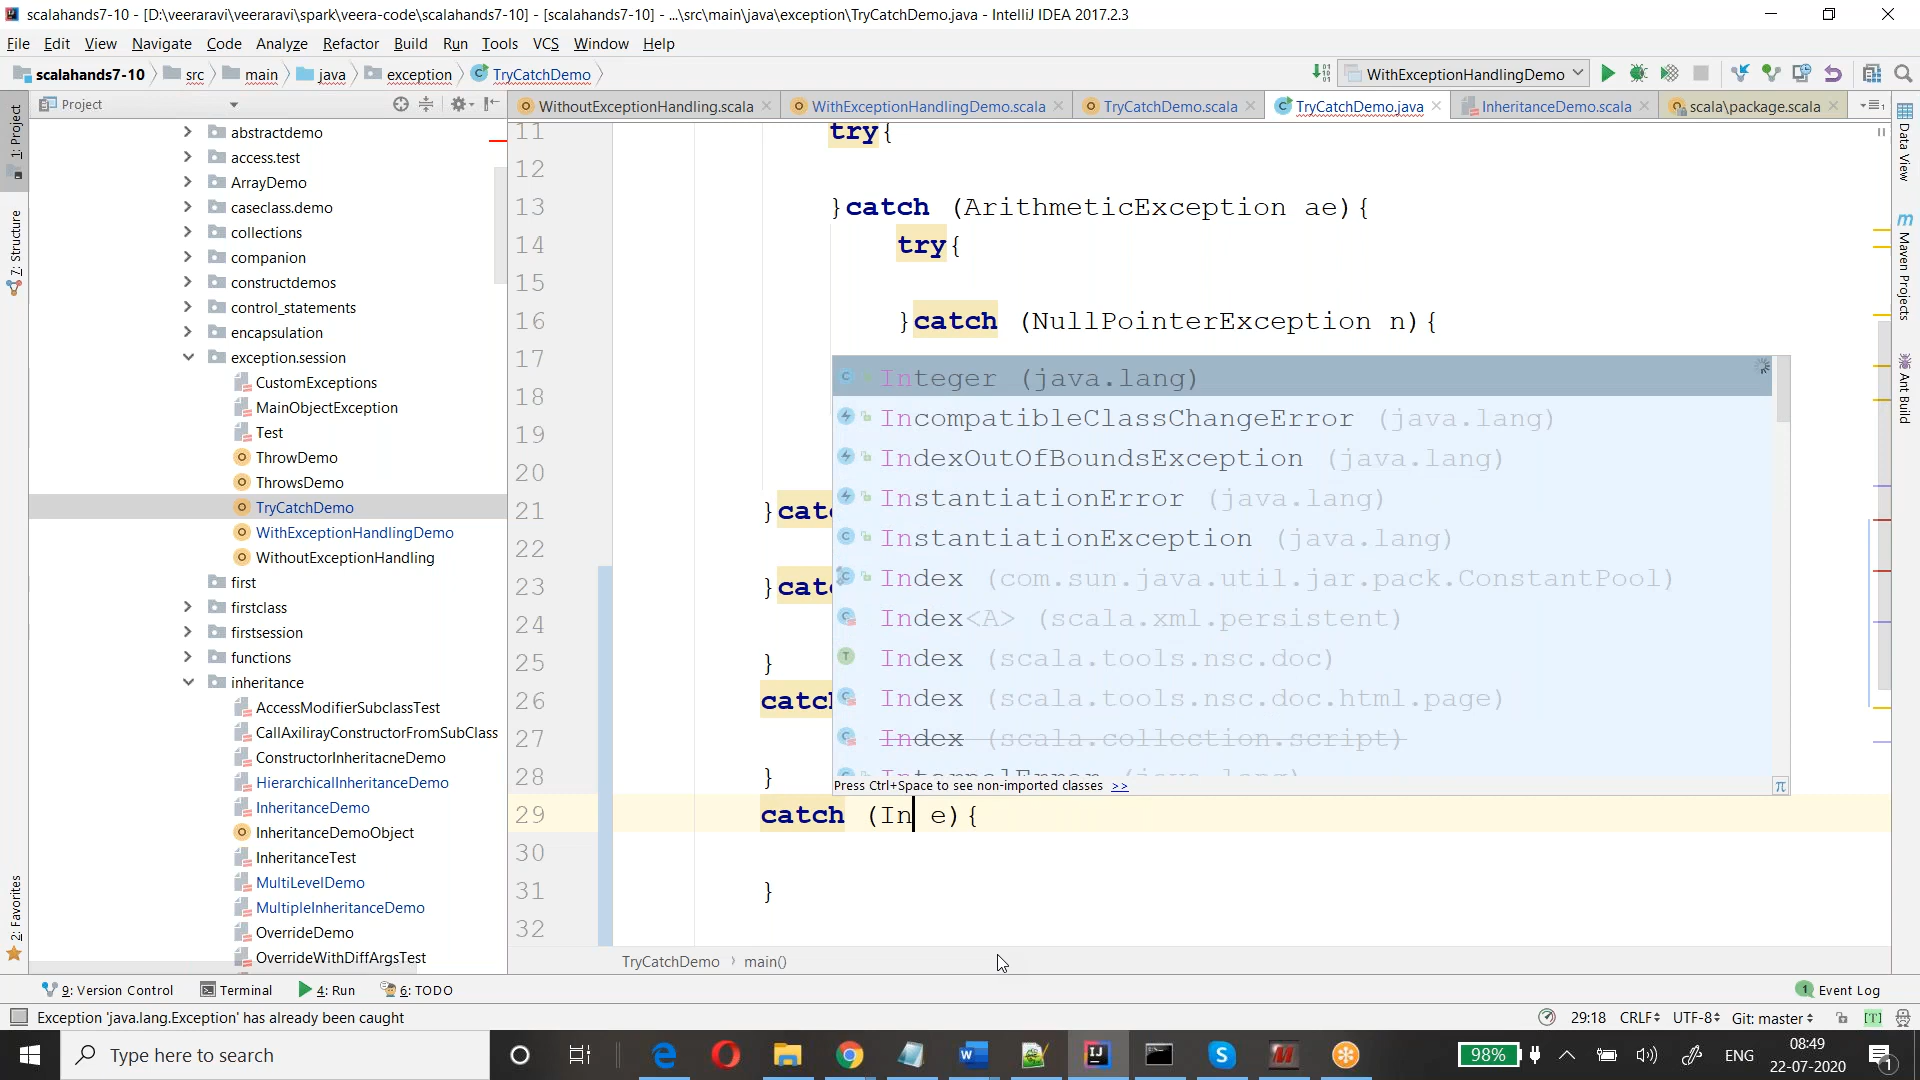 scalahands7-10 - [D:\veeraravi\veeraravi\spark\veera-code\scalahands7-10] - [scalahands7-10] - ...\src\main\java\exception\TryCatchDemo.java - IntelliJ IDEA 2017.2.3
File Edit View Navigate Code Analyze Refactor Build Run Tools VCS Window Help
scalahands7-10 src main java exception TryCatchDemo WithExceptionHandlingDemo
Project WithoutExceptionHandling.scala WithExceptionHandlingDemo.scala TryCatchDemo.scala TryCatchDemo.java InheritanceDemo.scala scala\package.scala
1: Project
7: Structure
2: Favorites
abstractdemo
access.test
ArrayDemo
caseclass.demo
collections
companion
constructdemos
control_statements
encapsulation
exception.session
CustomExceptions
MainObjectException
Test
ThrowDemo
ThrowsDemo
TryCatchDemo
WithExceptionHandlingDemo
WithoutExceptionHandling
first
firstclass
firstsession
functions
inheritance
AccessModifierSubclassTest
CallAxilirayConstructorFromSubClass
ConstructorInheritacneDemo
HierarchicalInheritanceDemo
InheritanceDemo
InheritanceDemoObject
InheritanceTest
MultiLevelDemo
MultipleInheritanceDemo
OverrideDemo
OverrideWithDiffArgsTest
11 try{
12
13 }catch (ArithmeticException ae){
14 try{
15
16 }catch (NullPointerException n){
17
18
19
20
21 }catc
22
23 }catc
24
25 }
26 catch
27
28 }
29 catch (In e){
30
31 }
32
Integer (java.lang)
IncompatibleClassChangeError (java.lang)
IndexOutOfBoundsException (java.lang)
InstantiationError (java.lang)
InstantiationException (java.lang)
Index (com.sun.java.util.jar.pack.ConstantPool)
Index<A> (scala.xml.persistent)
Index (scala.tools.nsc.doc)
Index (scala.tools.nsc.doc.html.page)
Index (scala.collection.script)
InternalError (java.lang)
Press Ctrl+Space to see non-imported classes >> π
TryCatchDemo main()
Data View
Maven Projects
Ant Build
9: Version Control Terminal 4: Run 6: TODO 1 Event Log
Exception 'java.lang.Exception' has already been caught 29:18 CRLF UTF-8 Git: master [T]
Type here to search 98% ENG 08:49
22-07-2020 1